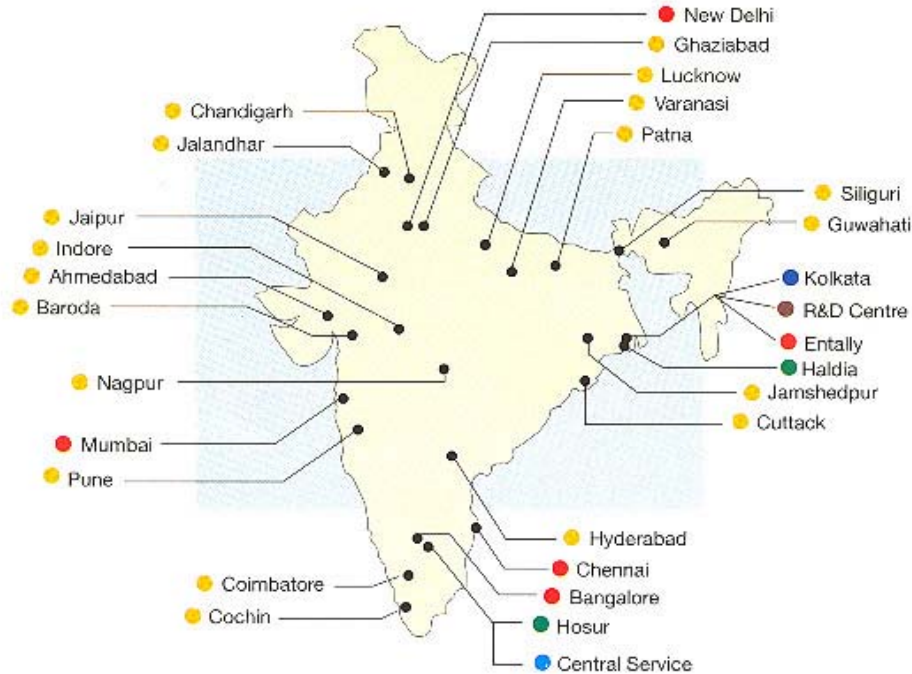 New Delhi
Ghaziabad
Lucknow
Varanasi
Patna
Chandigarh
Jalandhar
Siliguri
Guwahati
Jaipur
Indore
Ahmedabad
Baroda
Kolkata
R&D Centre
Entally
Haldia
Nagpur
Jamshedpur
Cuttack
Mumbai
Pune
Hyderabad
Chennai
Bangalore
Coimbatore
Cochin
Hosur
Central Service